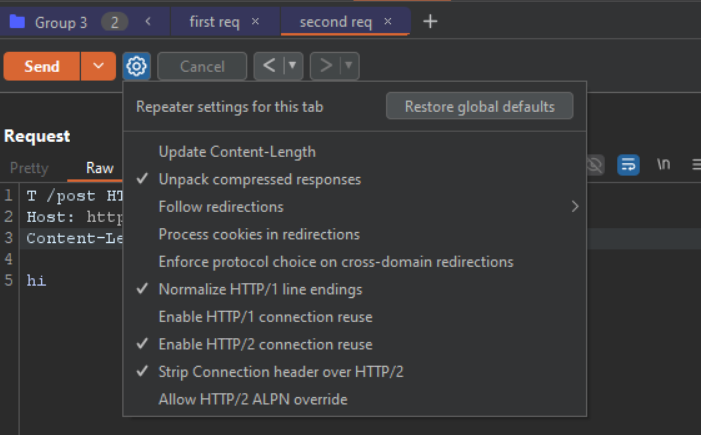 Group 3 2 < first req × second req × +
Send Cancel < >
Repeater settings for this tab Restore global defaults
Request
Pretty Raw \n
Update Content-Length
Unpack compressed responses
Follow redirections
Process cookies in redirections
Enforce protocol choice on cross-domain redirections
Normalize HTTP/1 line endings
Enable HTTP/1 connection reuse
Enable HTTP/2 connection reuse
Strip Connection header over HTTP/2
Allow HTTP/2 ALPN override
1 T /post HT
2 Host: http
3 Content-Le
4
5 hi